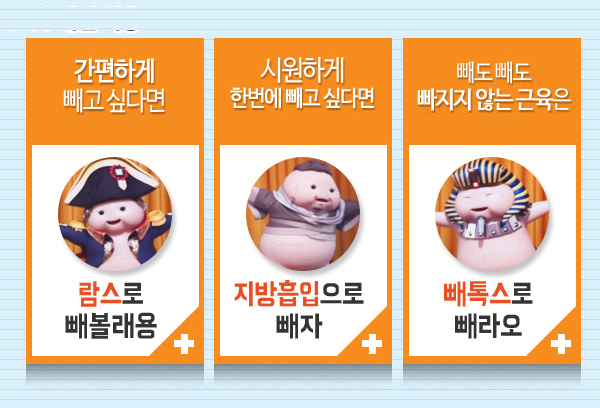 간편하게
빼고 싶다면
람스로
빼볼래용
시원하게
한번에 빼고 싶다면
지방흡입으로
빼자
빼도 빼도
빠지지 않는 근육은
빼톡스로
빼라오